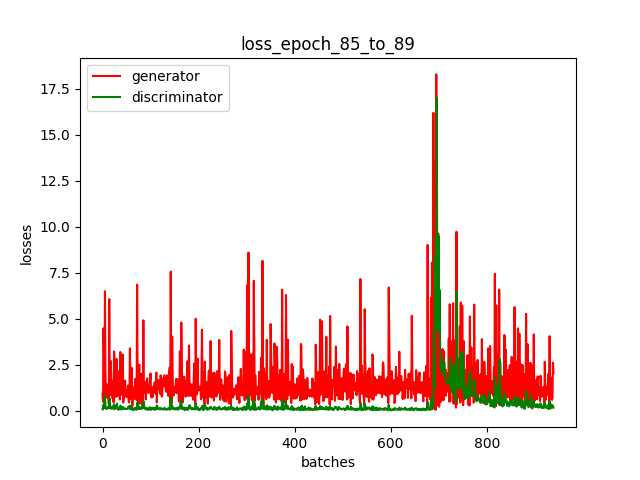 loss_epoch_85_to_89
generator
discriminator
losses
17.5
15.0
12.5
10.0
7.5
5.0
2.5
0.0
0 200 400 600 800
batches